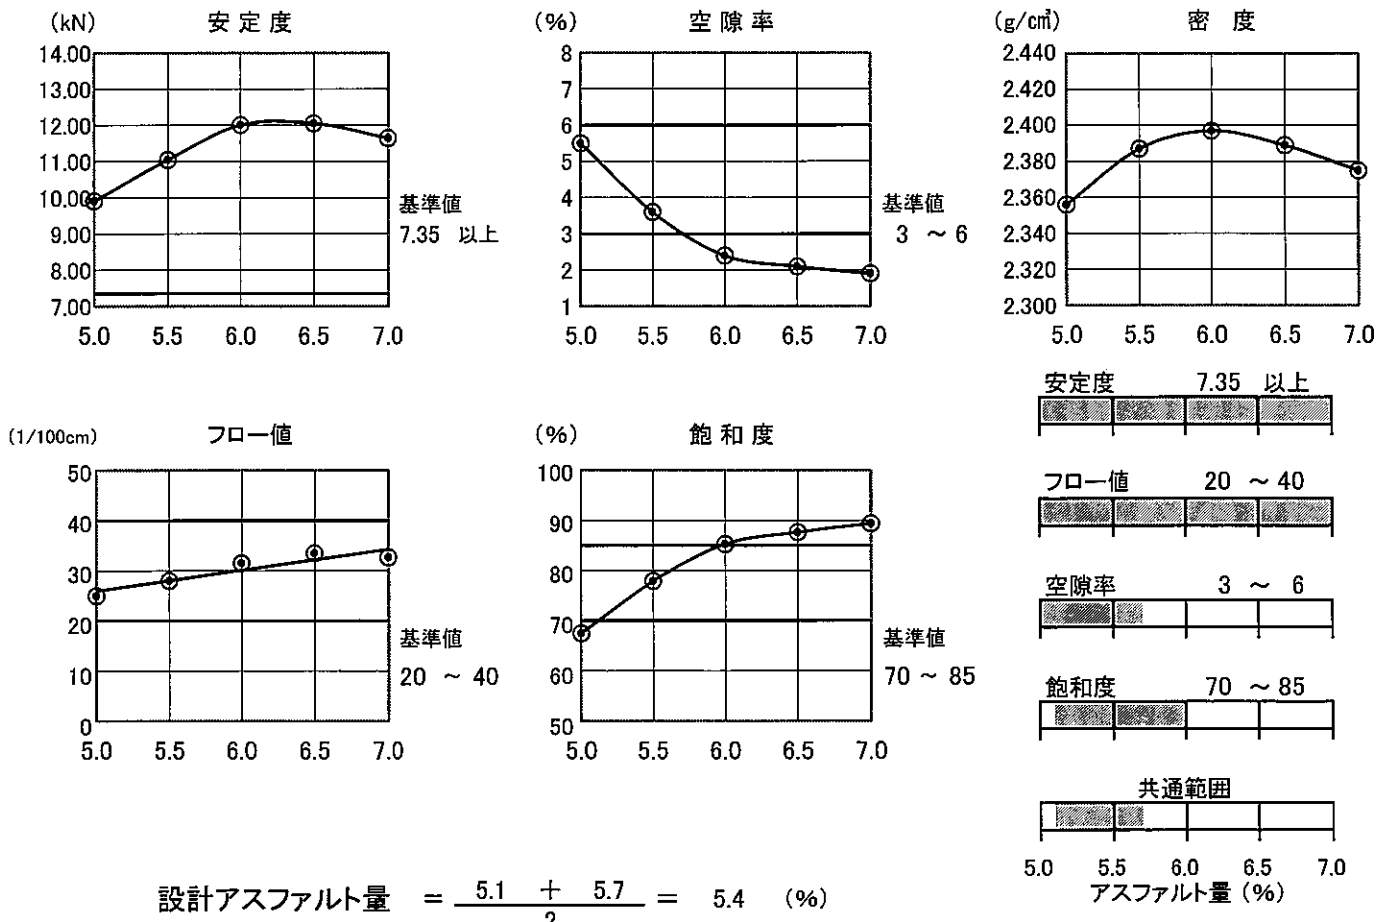 (kN) 安定度
14.00
13.00
12.00
11.00
10.00
9.00
8.00
7.00
5.0 5.5 6.0 6.5 7.0
基準値
7.35 以上
(%) 空隙率
8
7
6
5
4
3
2
1
5.0 5.5 6.0 6.5 7.0
基準値
3 ~ 6
(g/c㎥) 密度
2.440
2.420
2.400
2.380
2.360
2.340
2.320
2.300
5.0 5.5 6.0 6.5 7.0
(1/100cm) フロー値
50
40
30
20
10
0
5.0 5.5 6.0 6.5 7.0
基準値
20 ~ 40
(%) 飽和度
100
90
80
70
60
50
5.0 5.5 6.0 6.5 7.0
基準値
70 ~ 85
安定度 7.35 以上
フロー値 20 ~ 40
空隙率 3 ~ 6
飽和度 70 ~ 85
共通範囲
5.0 5.5 6.0 6.5 7.0
アスファルト量 (%)
設計アスファルト量 = 5.1 + 5.7 = 5.4 (%)
2